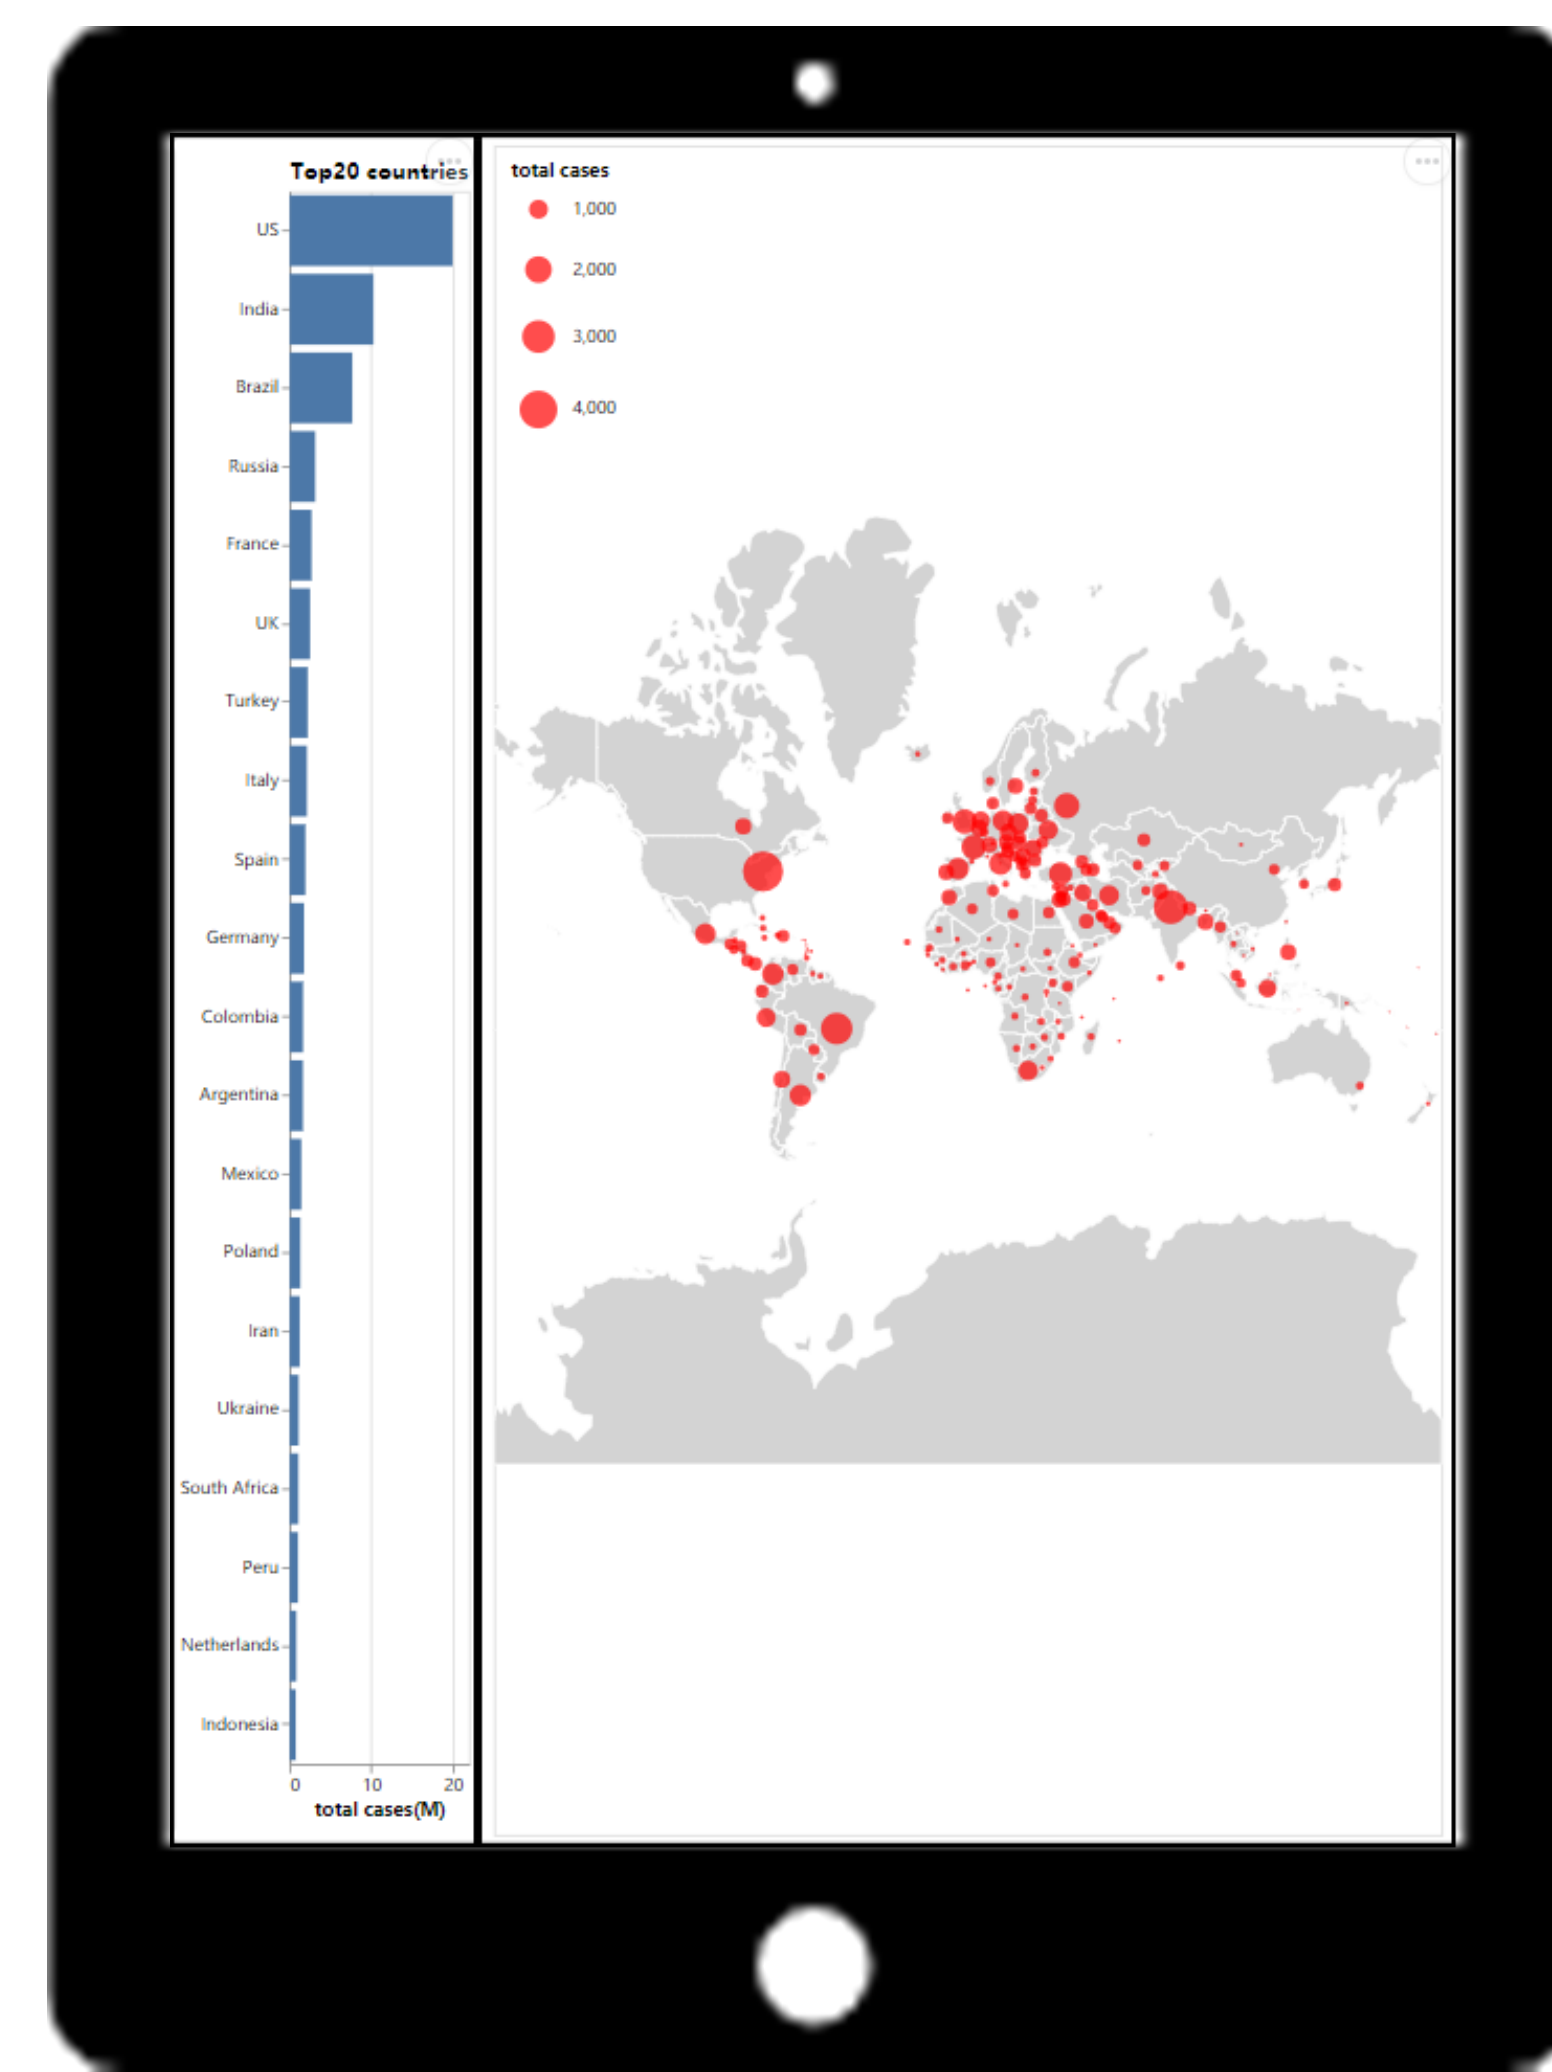 Top20 countries
US
India
Brazil
Russia
France
UK
Turkey
Italy
Spain
Germany
Colombia
Argentina
Mexico
Poland
Iran
Ukraine
South Africa
Peru
Netherlands
Indonesia
0 10 20
total cases(M)
total cases
1,000
2,000
3,000
4,000